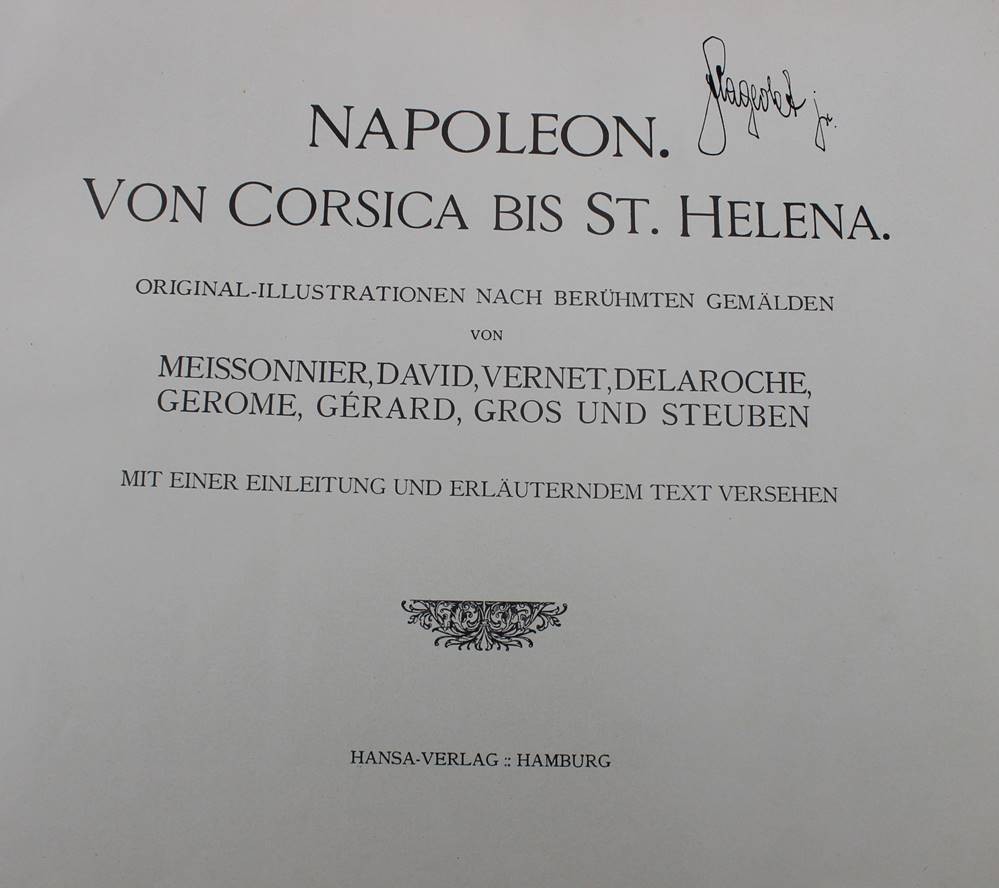 NAPOLEON.
VON CORSICA BIS ST. HELENA.
ORIGINAL-ILLUSTRATIONEN NACH BERÜHMTEN GEMÄLDEN
VON
MEISSONNIER, DAVID, VERNET, DELAROCHE,
GEROME, GÉRARD, GROS UND STEUBEN
MIT EINER EINLEITUNG UND ERLÄUTERNDEM TEXT VERSEHEN
HANSA-VERLAG :: HAMBURG